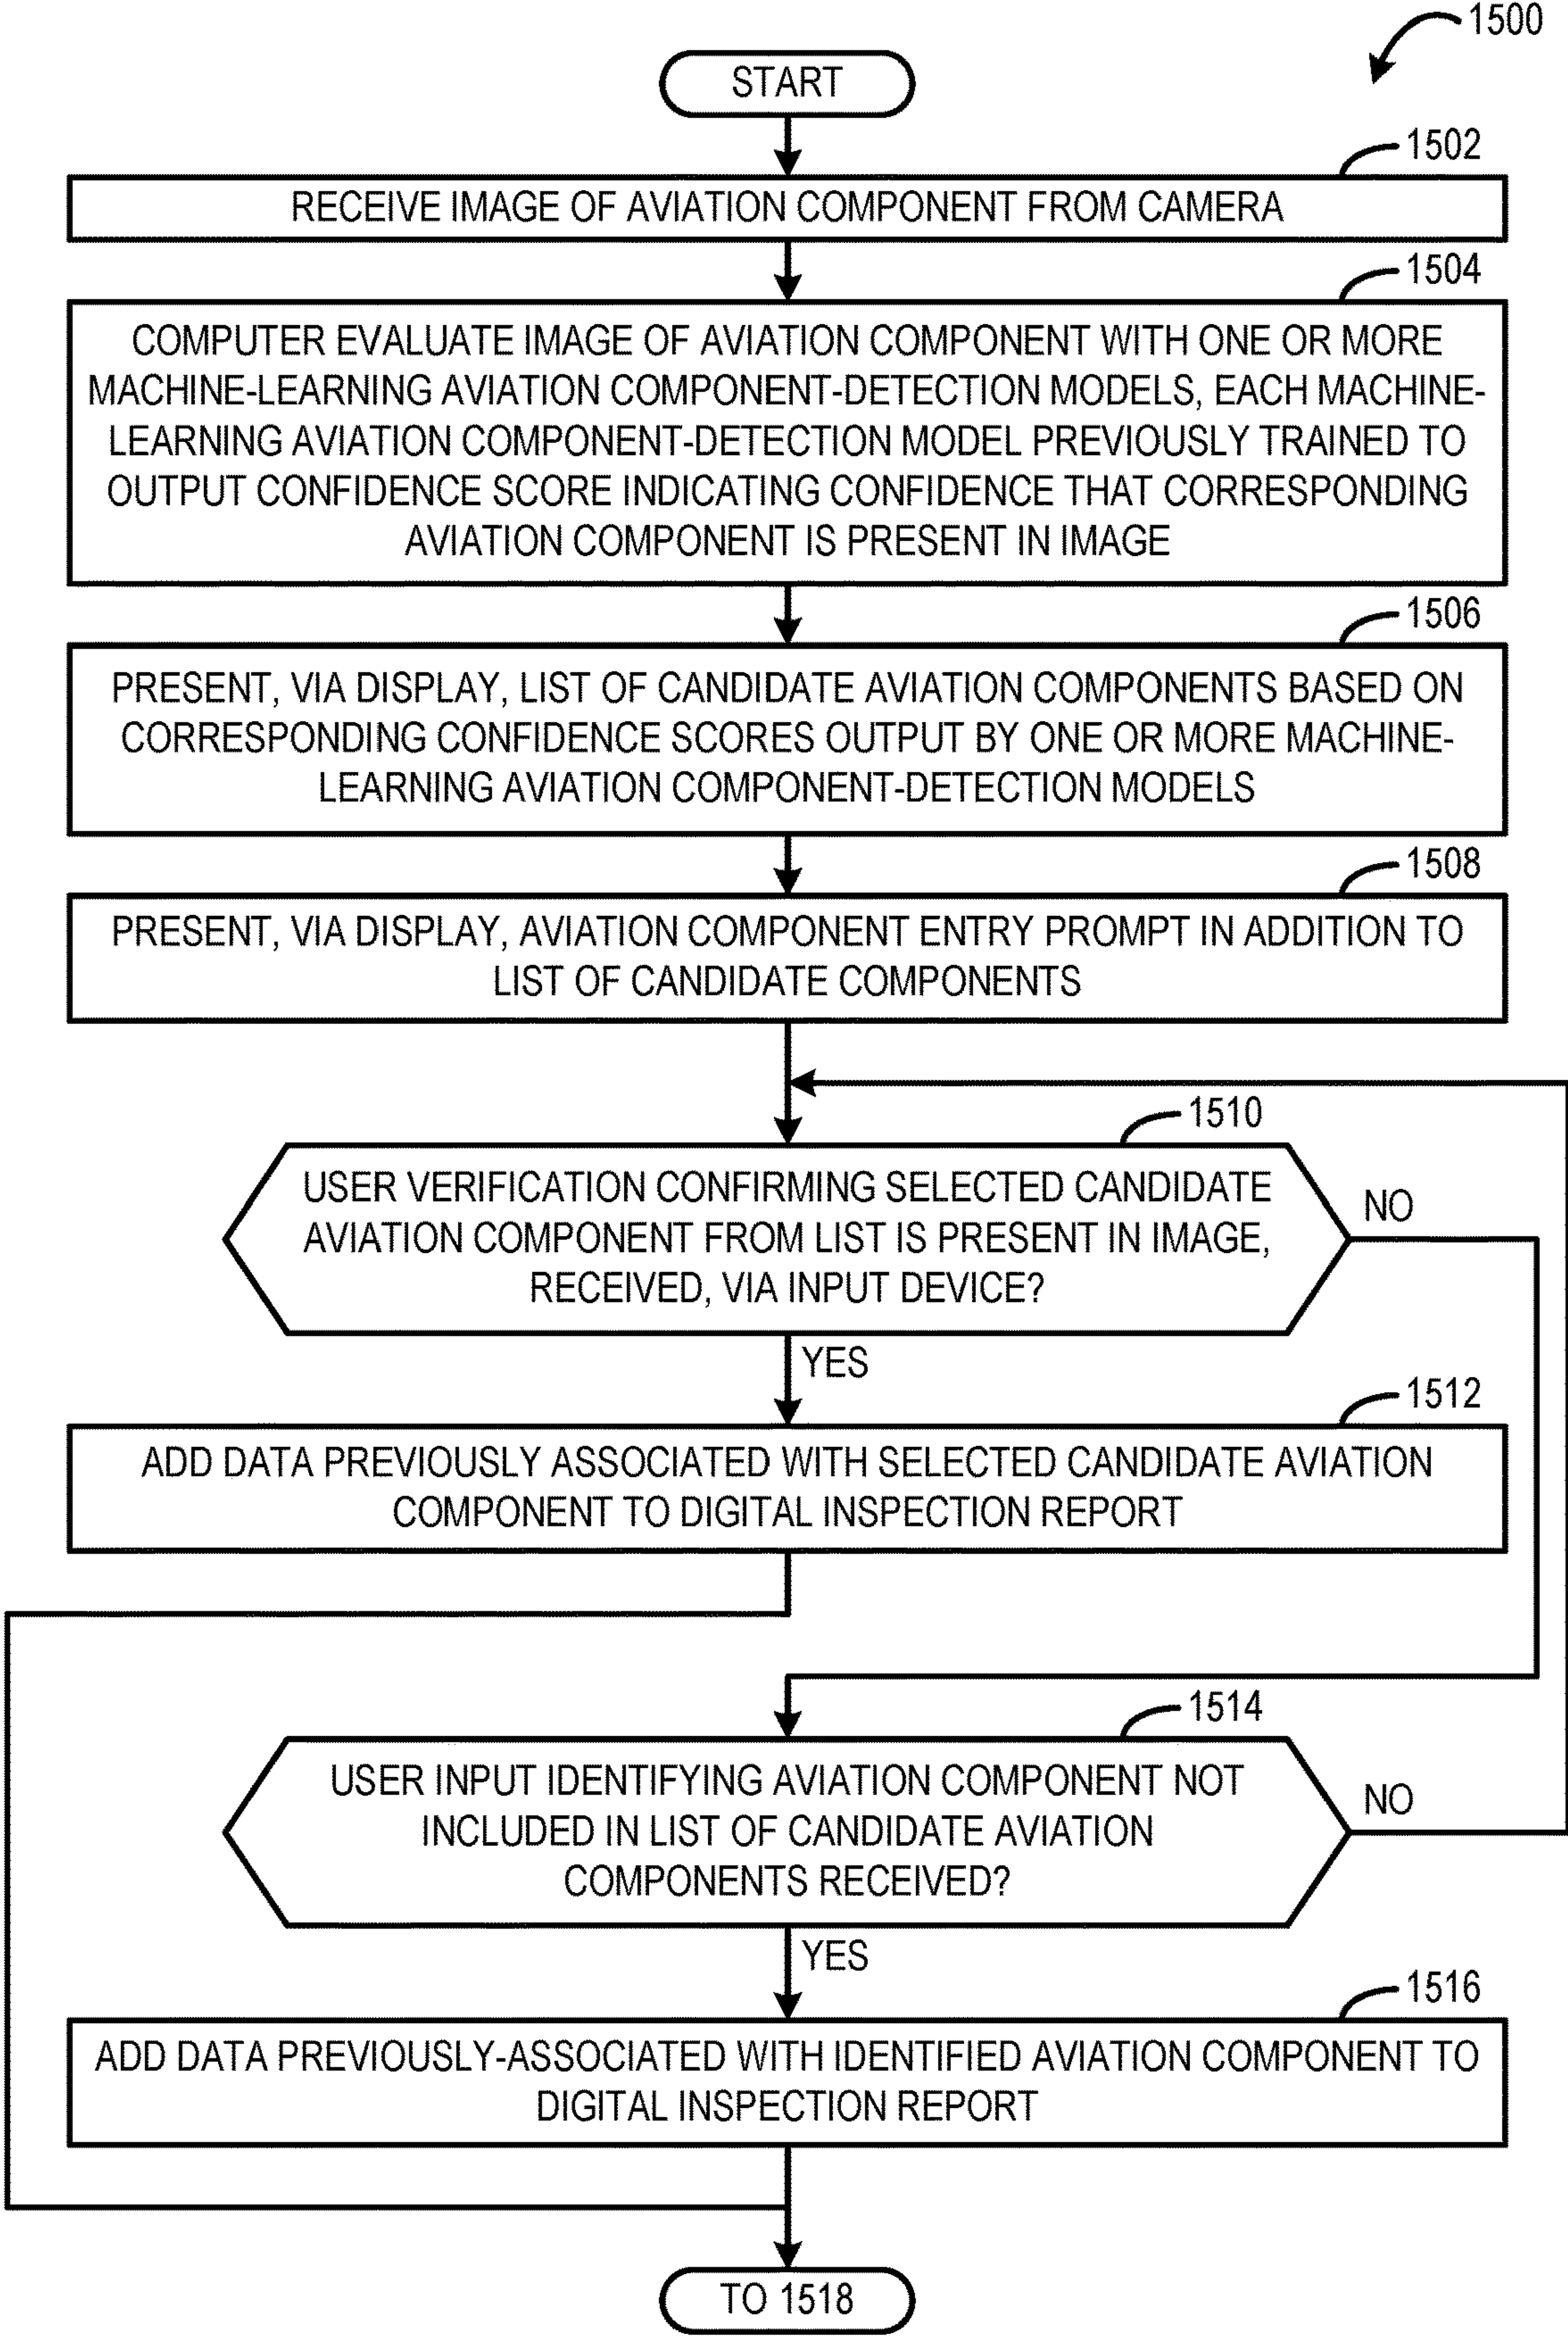 1500
START
1502
RECEIVE IMAGE OF AVIATION COMPONENT FROM CAMERA
1504
COMPUTER EVALUATE IMAGE OF AVIATION COMPONENT WITH ONE OR MORE
MACHINE-LEARNING AVIATION COMPONENT-DETECTION MODELS, EACH MACHINE-
LEARNING AVIATION COMPONENT-DETECTION MODEL PREVIOUSLY TRAINED TO
OUTPUT CONFIDENCE SCORE INDICATING CONFIDENCE THAT CORRESPONDING
AVIATION COMPONENT IS PRESENT IN IMAGE
1506
PRESENT, VIA DISPLAY, LIST OF CANDIDATE AVIATION COMPONENTS BASED ON
CORRESPONDING CONFIDENCE SCORES OUTPUT BY ONE OR MORE MACHINE-
LEARNING AVIATION COMPONENT-DETECTION MODELS
1508
PRESENT, VIA DISPLAY, AVIATION COMPONENT ENTRY PROMPT IN ADDITION TO
LIST OF CANDIDATE COMPONENTS
1510
USER VERIFICATION CONFIRMING SELECTED CANDIDATE
AVIATION COMPONENT FROM LIST IS PRESENT IN IMAGE,
RECEIVED, VIA INPUT DEVICE?
NO
YES
1512
ADD DATA PREVIOUSLY ASSOCIATED WITH SELECTED CANDIDATE AVIATION
COMPONENT TO DIGITAL INSPECTION REPORT
1514
USER INPUT IDENTIFYING AVIATION COMPONENT NOT
INCLUDED IN LIST OF CANDIDATE AVIATION
COMPONENTS RECEIVED?
NO
YES
1516
ADD DATA PREVIOUSLY-ASSOCIATED WITH IDENTIFIED AVIATION COMPONENT TO
DIGITAL INSPECTION REPORT
TO 1518